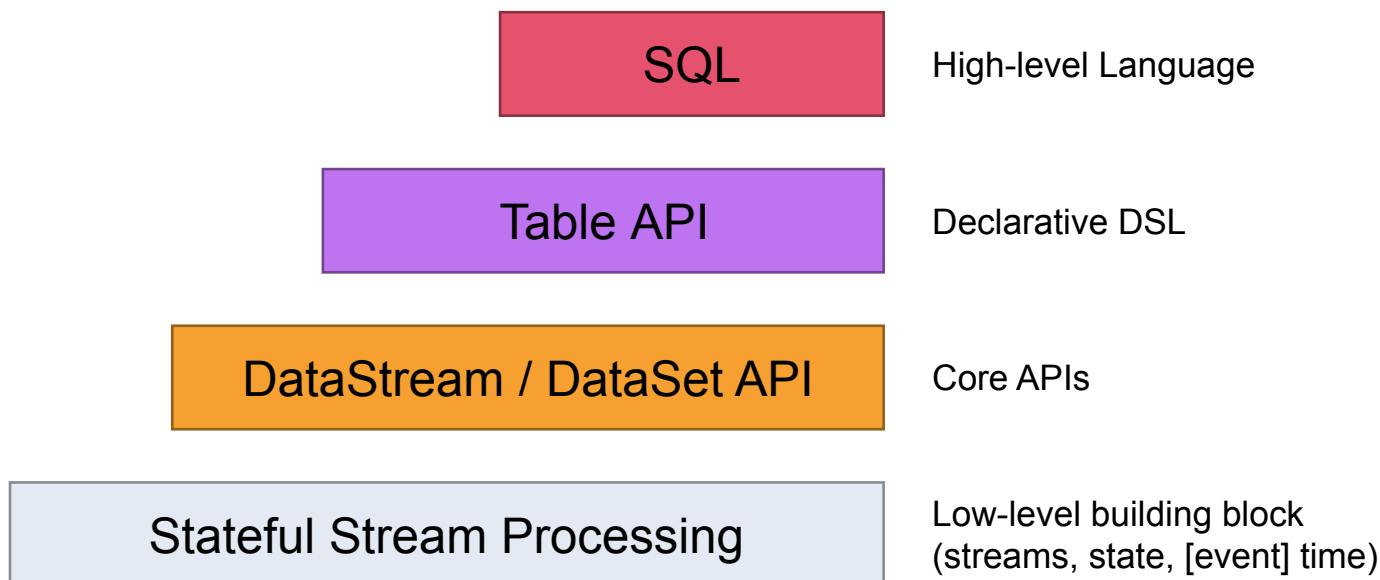 SQL
High-level Language
Table API
Declarative DSL
DataStream / DataSet API
Core APIs
Stateful Stream Processing
Low-level building block
(streams, state, [event] time)